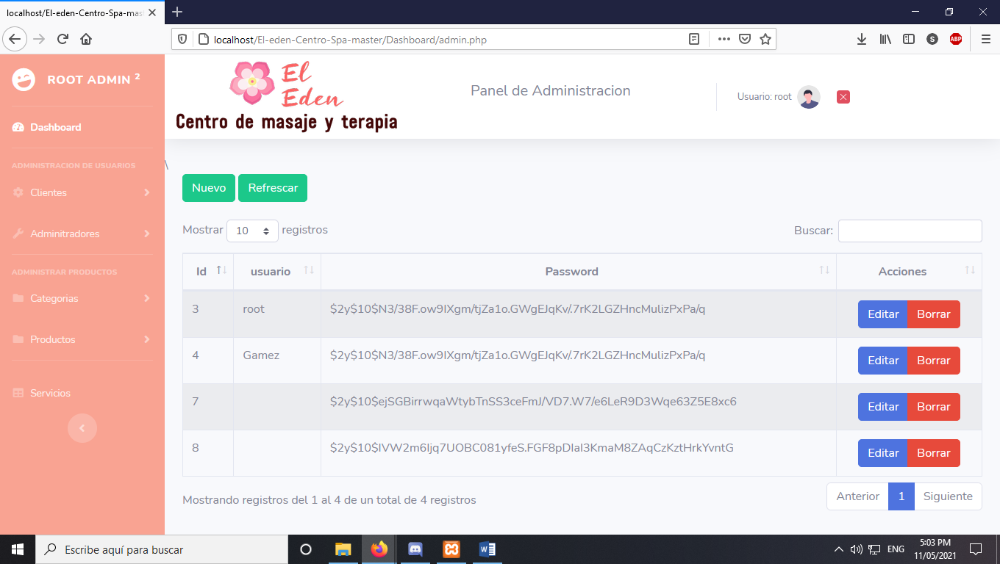 localhost/El-eden-Centro-Spa-mas
localhost/El-eden-Centro-Spa-master/Dashboard/admin.php
S
ABP
ROOT ADMIN 2
Dashboard
ADMINISTRACION DE USUARIOS
Clientes
Adminitradores
ADMINISTRAR PRODUCTOS
Categorias
Productos
Servicios
El
Eden
Centro de masaje y terapia
Panel de Administracion
Usuario: root
\
Nuevo Refrescar
Mostrar 10 registros
Buscar:
Id usuario Password Acciones
3 root $2y$10$N3/38F.ow9IXgm/tjZa1o.GWgEJqKv/.7rK2LGZHncMulizPxPa/q Editar Borrar
4 Gamez $2y$10$N3/38F.ow9IXgm/tjZa1o.GWgEJqKv/.7rK2LGZHncMulizPxPa/q Editar Borrar
7 $2y$10$ejSGBirrwqaWtybTnSS3ceFmJ/VD7.W7/e6LeR9D3Wqe63Z5E8xc6 Editar Borrar
8 $2y$10$IVW2m6Ijq7UOBC081yfeS.FGF8pDIaI3KmaM8ZAqCzKztHrkYvntG Editar Borrar
Mostrando registros del 1 al 4 de un total de 4 registros
Anterior 1 Siguiente
Escribe aquí para buscar
ENG
5:03 PM
11/05/2021